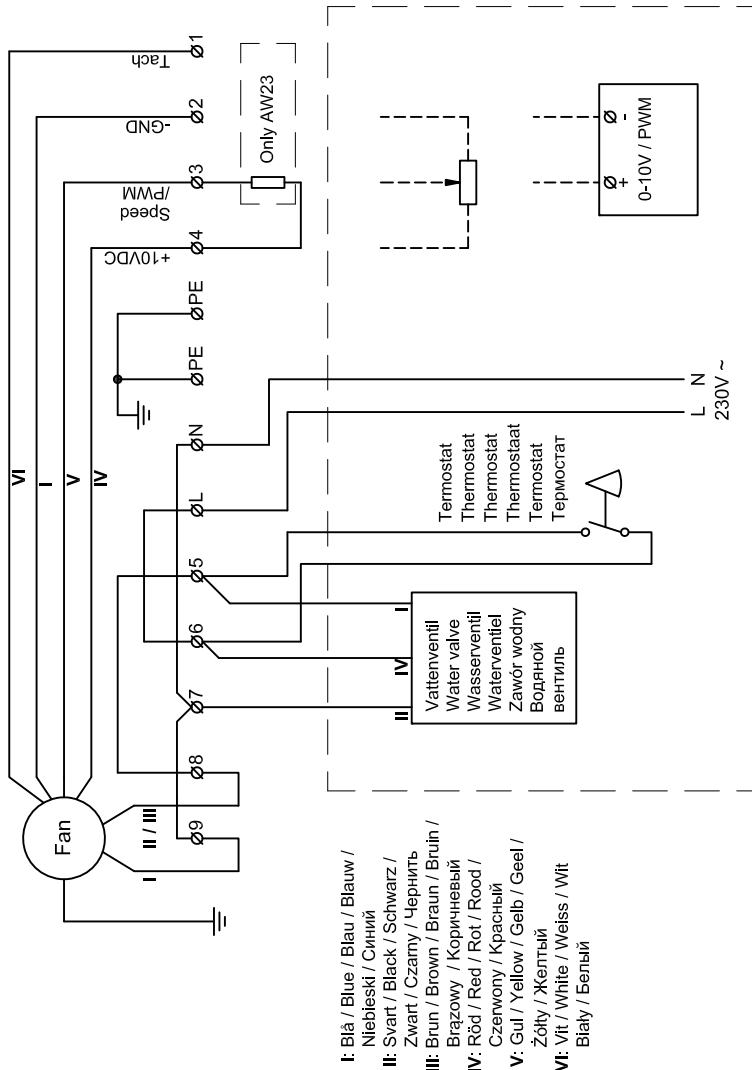 Fan
VI
I
V
IV
I
II / III
Tach
-GND
Speed
/PWM
+10VDC
9
8
7
6
5
L
N
PE
PE
4
3
2
1
Only AW23
I: Blå / Blue / Blau / Blauw /
Niebieski / Синий
II: Svart / Black / Schwarz /
Zwart / Czarny / Чернить
III: Brun / Brown / Braun / Bruin /
Brązowy / Коричневый
IV: Röd / Red / Rot / Rood /
Czerwony / Красный
V: Gul / Yellow / Gelb / Geel /
Żółty / Желтый
VI: Vit / White / Weiss / Wit
Biały / Белый
II
IV
I
Vattenventil
Water valve
Wasserventil
Waterventiel
Zawór wodny
Водяной
вентиль
Termostat
Thermostat
Thermostat
Thermostaat
Termostat
Термостат
L
N
230V ~
+
-
0-10V / PWM